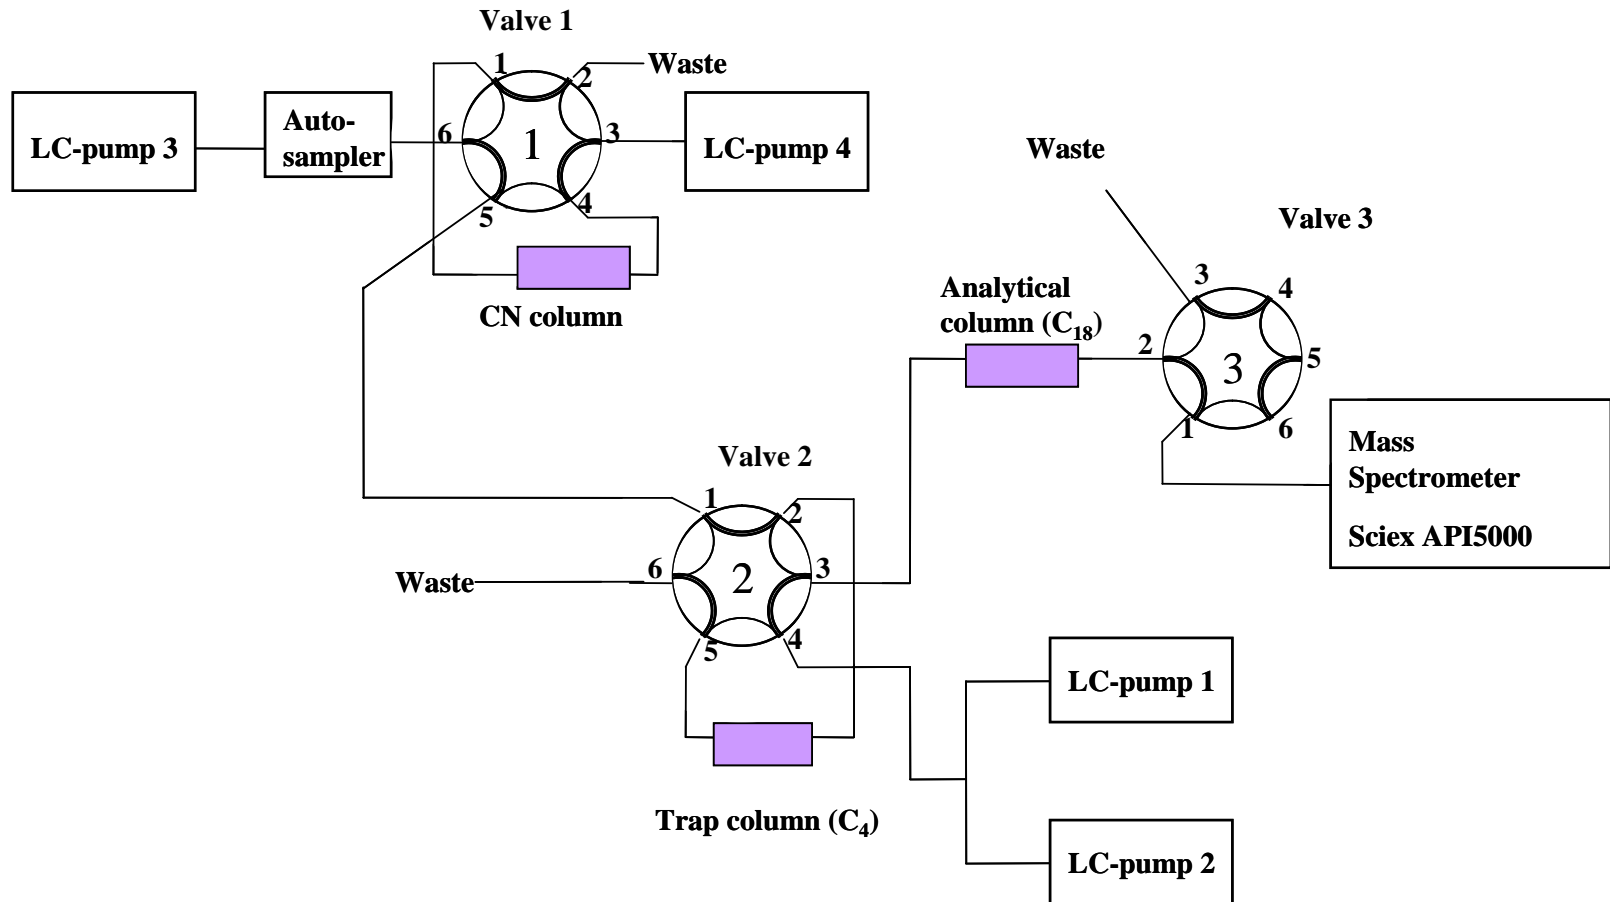 Valve 1
1
2
Waste
LC-pump 3
Auto-
sampler
6
1
3
LC-pump 4
5
4
CN column
Waste
Valve 3
3
4
Analytical
column (C18)
2
3
5
1
6
Mass
Spectrometer
Sciex API5000
Valve 2
1
2
Waste
6
2
3
5
4
Trap column (C4)
LC-pump 1
LC-pump 2